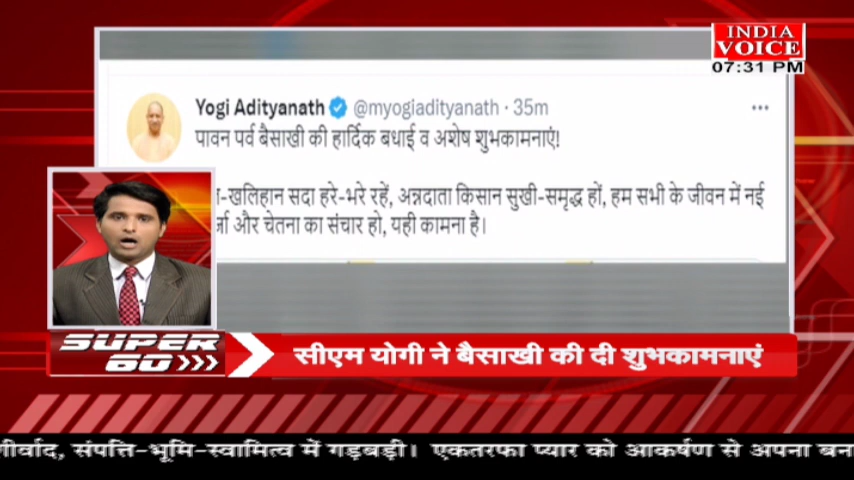 INDIA
VOICE
07:31 PM
Yogi Adityanath @myogiadityanath · 35m
पावन पर्व बैसाखी की हार्दिक बधाई व अशेष शुभकामनाएं!
-खलिहान सदा हरे-भरे रहें, अन्नदाता किसान सुखी-समृद्ध हों, हम सभी के जीवन में नई
और चेतना का संचार हो, यही कामना है।
SUPER
60
सीएम योगी ने बैसाखी की दी शुभकामनाएं
संपत्ति-भूमि-स्वामित्व में गड़बड़ी। एकतरफा प्यार को आकर्षण से अपना